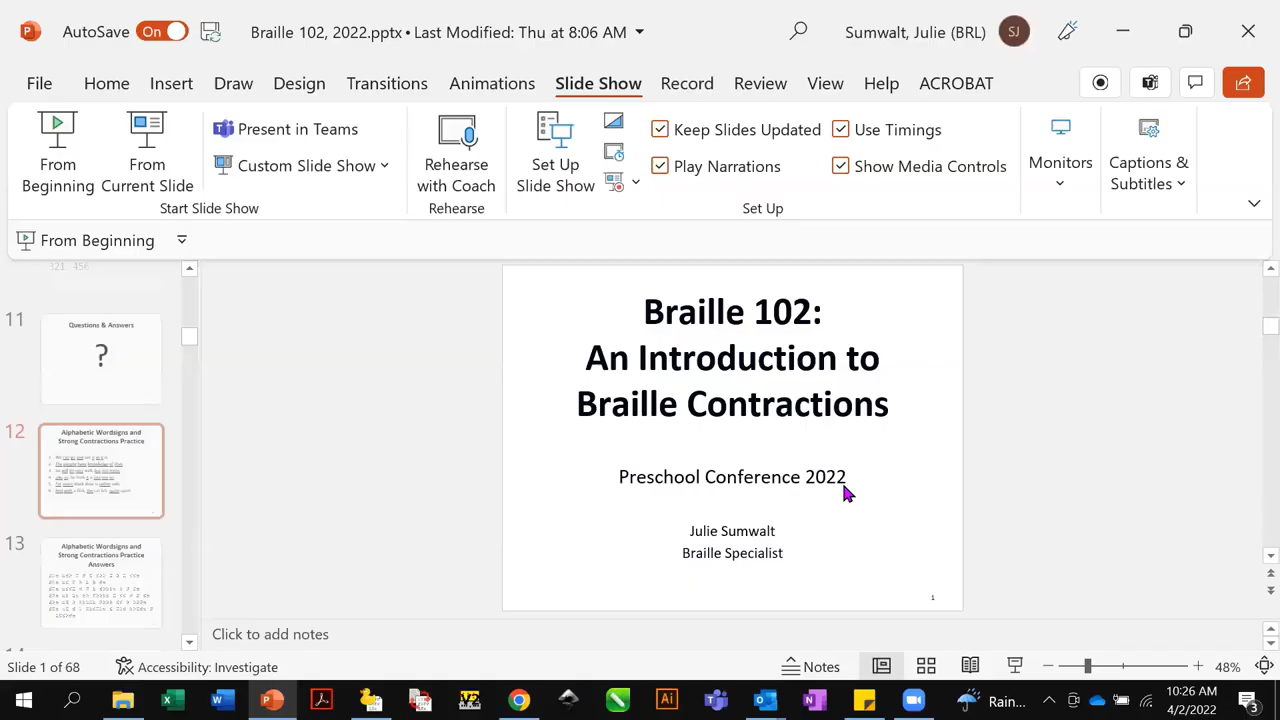 AutoSave On Braille 102, 2022.pptx • Last Modified: Thu at 8:06 AM Sumwalt, Julie (BRL) SJ
File Home Insert Draw Design Transitions Animations Slide Show Record Review View Help ACROBAT
From Beginning
From Current Slide
Present in Teams
Custom Slide Show
Start Slide Show
Rehearse with Coach
Rehearse
Set Up Slide Show
Keep Slides Updated
Play Narrations
Use Timings
Show Media Controls
Set Up
Monitors
Captions & Subtitles
From Beginning
321, 456
11
Questions & Answers
?
12
Alphabetic Wordsigns and
Strong Contractions Practice
13
Alphabetic Wordsigns and
Strong Contractions Practice
Answers
Braille 102:
An Introduction to
Braille Contractions
Preschool Conference 2022
Julie Sumwalt
Braille Specialist
1
Click to add notes
Slide 1 of 68 Accessibility: Investigate Notes 48%
Rain... 10:26 AM
4/2/2022
3